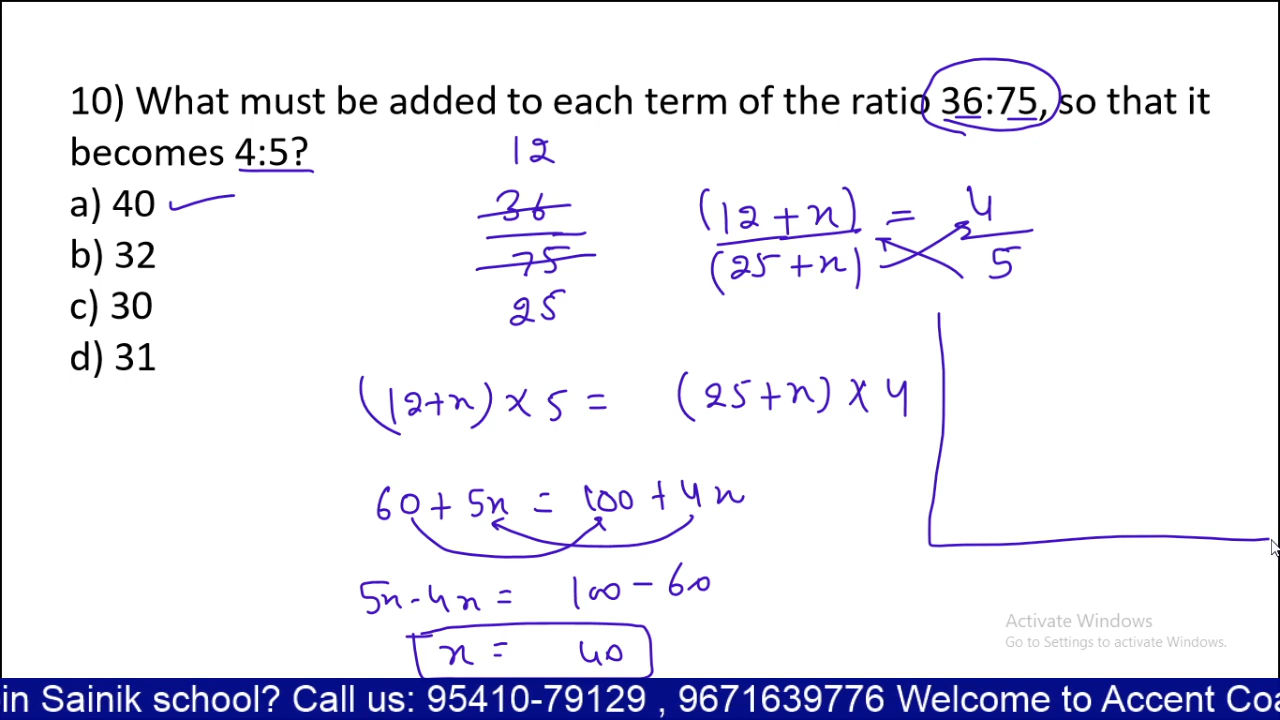 10) What must be added to each term of the ratio 36:75, so that it
becomes 4:5?
a) 40
b) 32
c) 30
d) 31
12
36
75
25
(12+n) = 4
(25+n) 5
(12+n) × 5 = (25+n) × 4
60 + 5n = 100 + 4n
5n - 4n = 100 - 60
n = 40
Activate Windows
Go to Settings to activate Windows.
in Sainik school? Call us: 95410-79129 , 9671639776 Welcome to Accent Coa